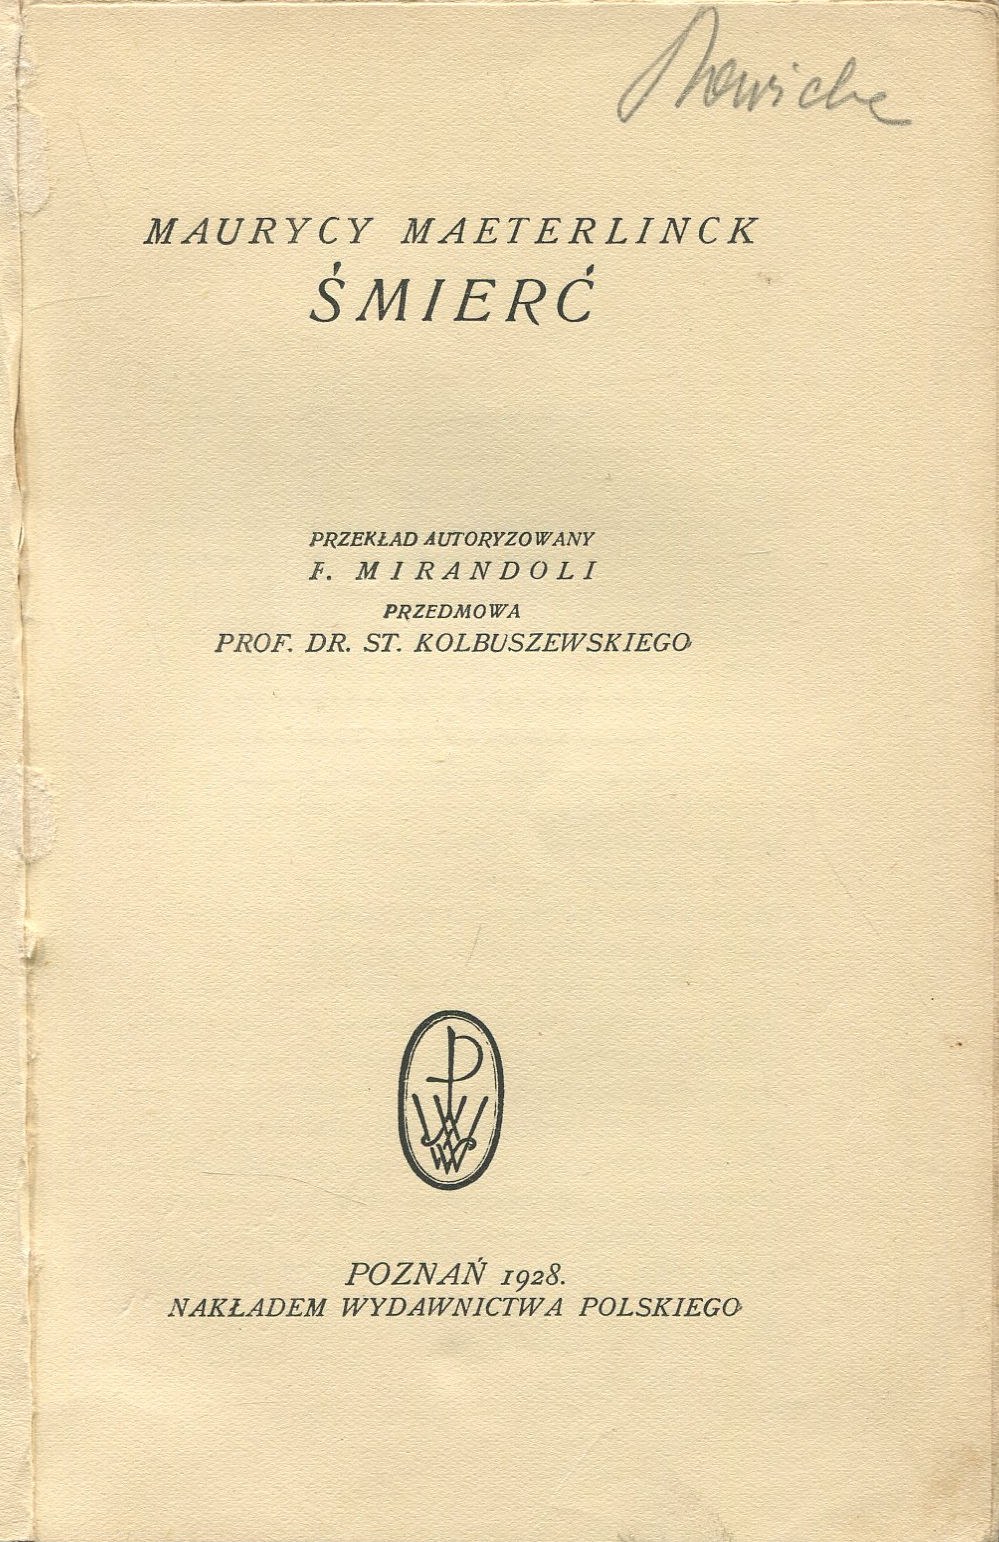 MAURYCY MAETERLINCK
ŚMIERĆ
PRZEKŁAD AUTORYZOWANY
F. MIRANDOLI
PRZEDMOWA
PROF. DR. ST. KOLBUSZEWSKIEGO
POZNAŃ 1928.
NAKŁADEM WYDAWNICTWA POLSKIEGO